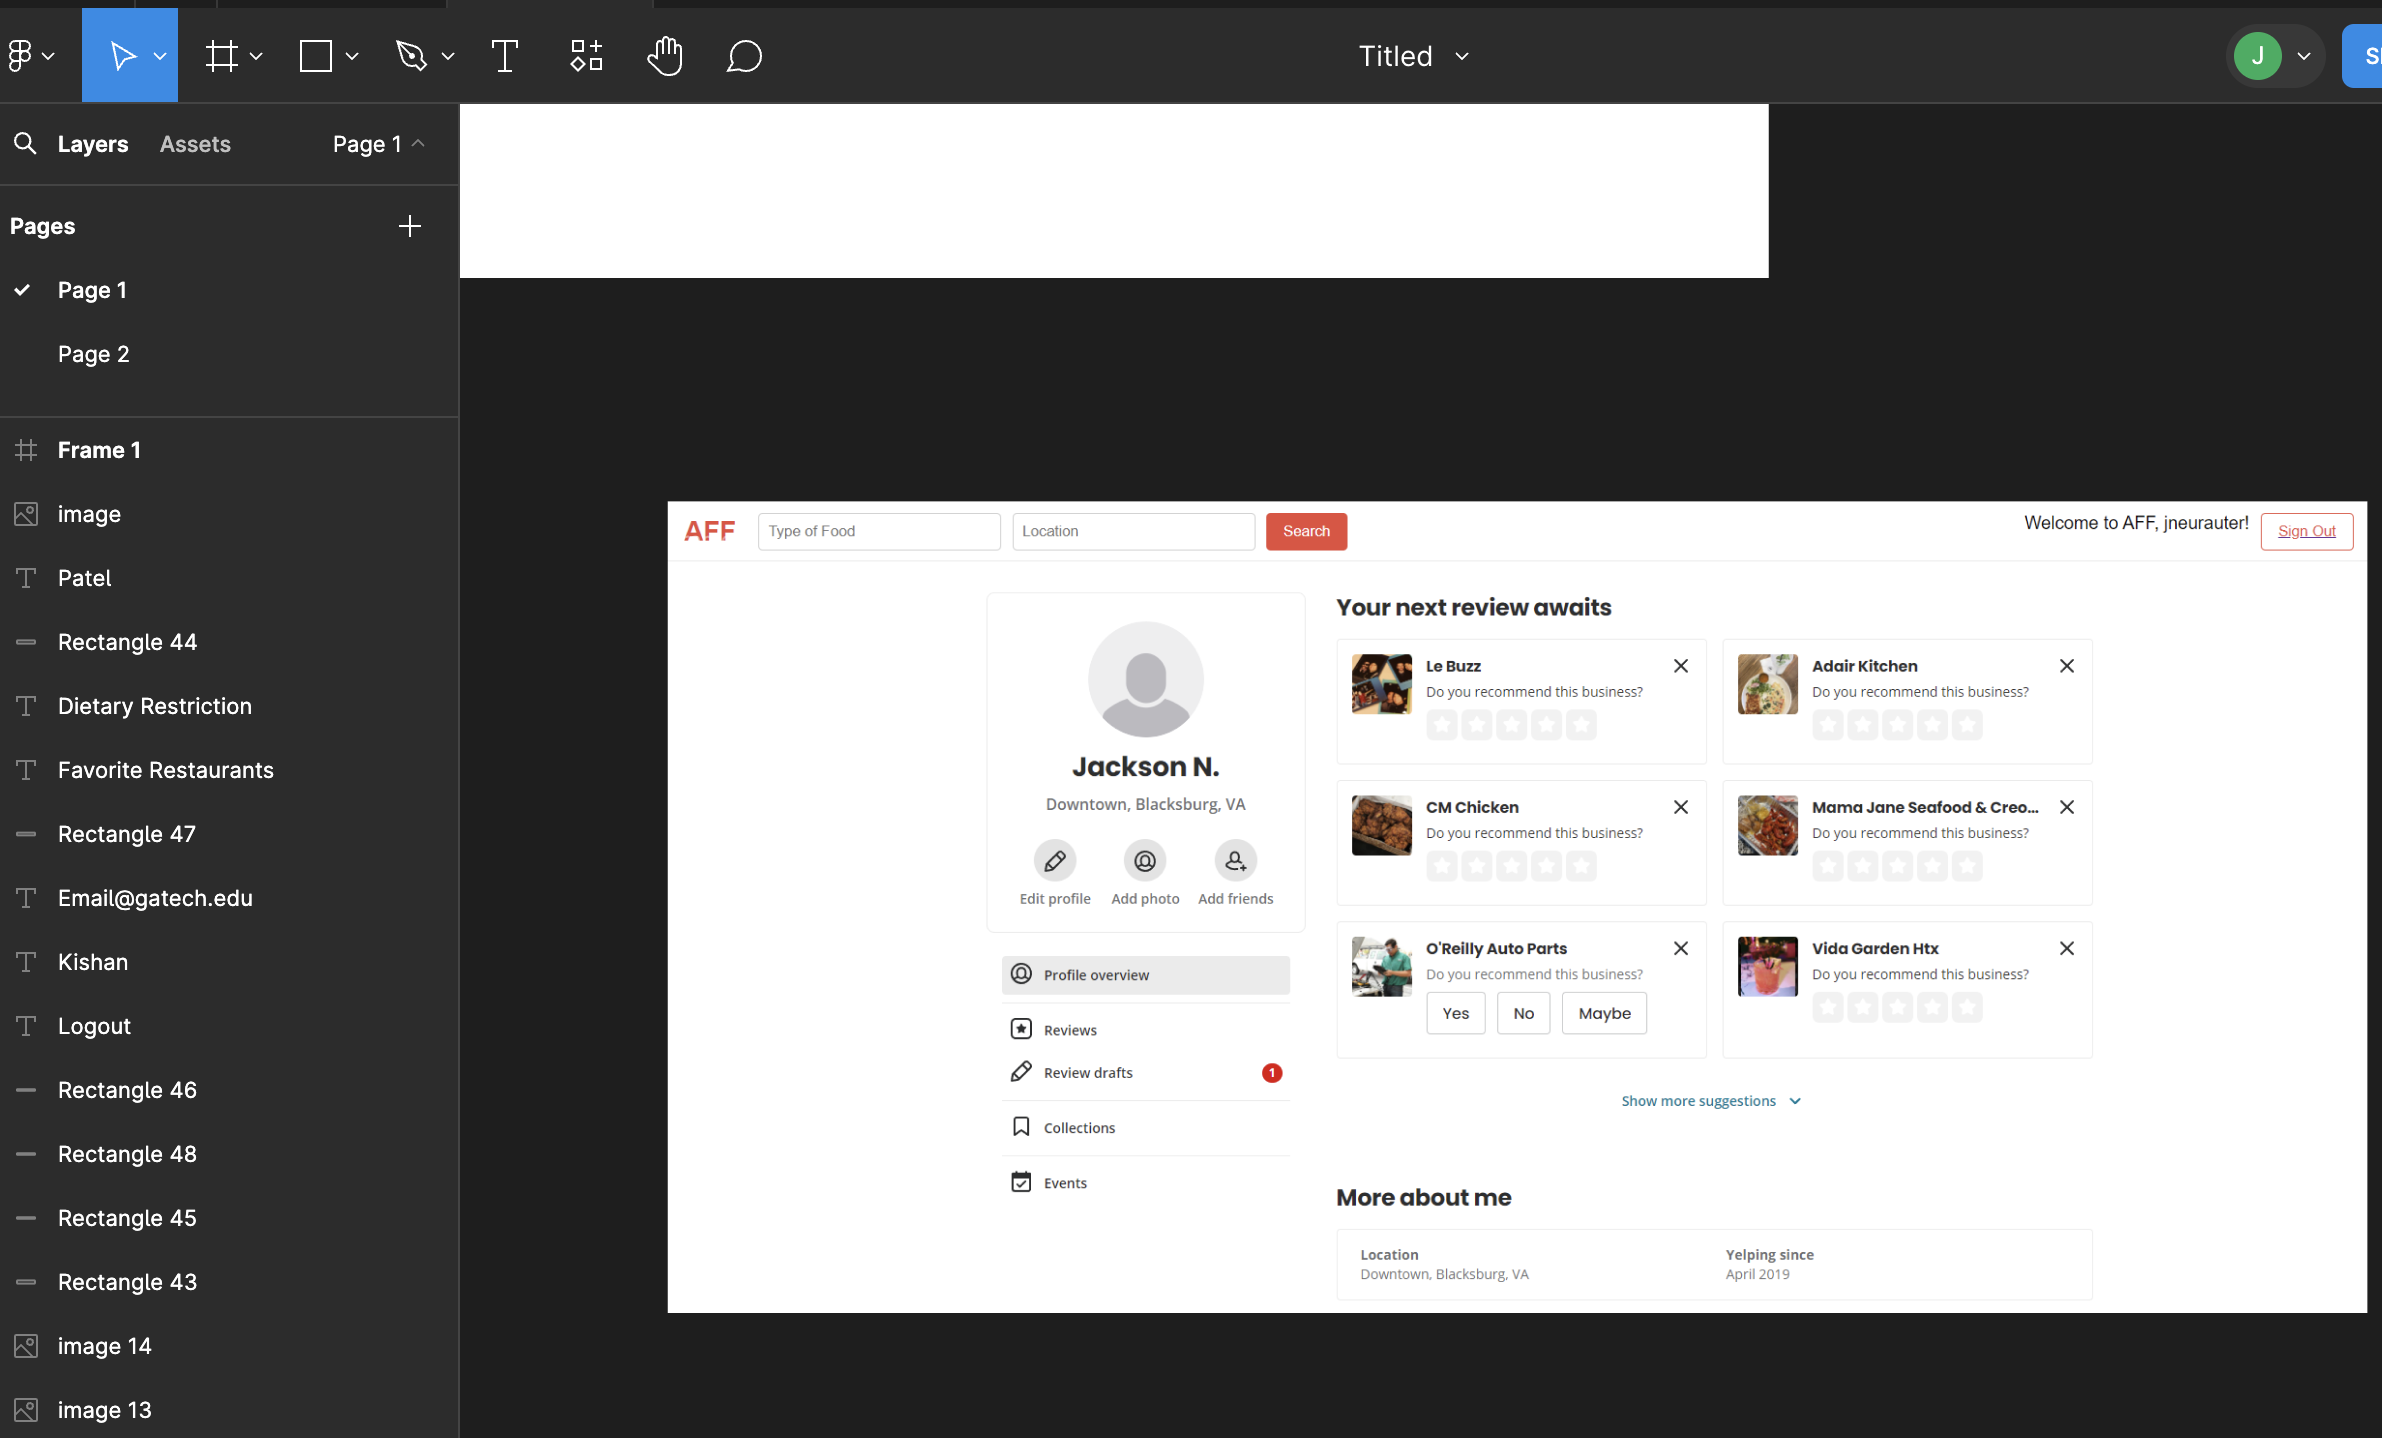 Titled
J
Layers
Assets
Page 1
Pages
Page 1
Page 2
Frame 1
image
Patel
Rectangle 44
Dietary Restriction
Favorite Restaurants
Rectangle 47
Email@gatech.edu
Kishan
Logout
Rectangle 46
Rectangle 48
Rectangle 45
Rectangle 43
image 14
image 13
AFF
Type of Food
Location
Search
Welcome to AFF, jneurauter!
Sign Out
Jackson N.
Downtown, Blacksburg, VA
Edit profile
Add photo
Add friends
Profile overview
Reviews
Review drafts
1
Collections
Events
Your next review awaits
Le Buzz
Do you recommend this business?
Adair Kitchen
Do you recommend this business?
CM Chicken
Do you recommend this business?
Mama Jane Seafood & Creo...
Do you recommend this business?
O'Reilly Auto Parts
Do you recommend this business?
Yes
No
Maybe
Vida Garden Htx
Do you recommend this business?
Show more suggestions
More about me
Location
Downtown, Blacksburg, VA
Yelping since
April 2019